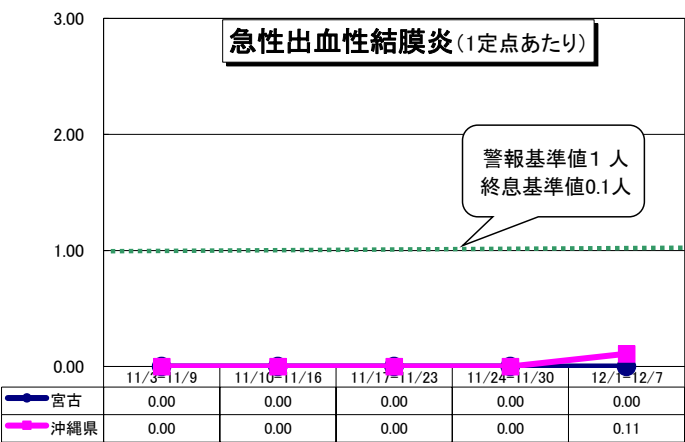 急性出血性結膜炎(1定点あたり)
3.00
2.00
1.00
0.00
警報基準値1 人
終息基準値0.1人
11/3-11/9 11/10-11/16 11/17-11/23 11/24-11/30 12/1-12/7
宮古 0.00 0.00 0.00 0.00 0.00
沖縄県 0.00 0.00 0.00 0.00 0.11